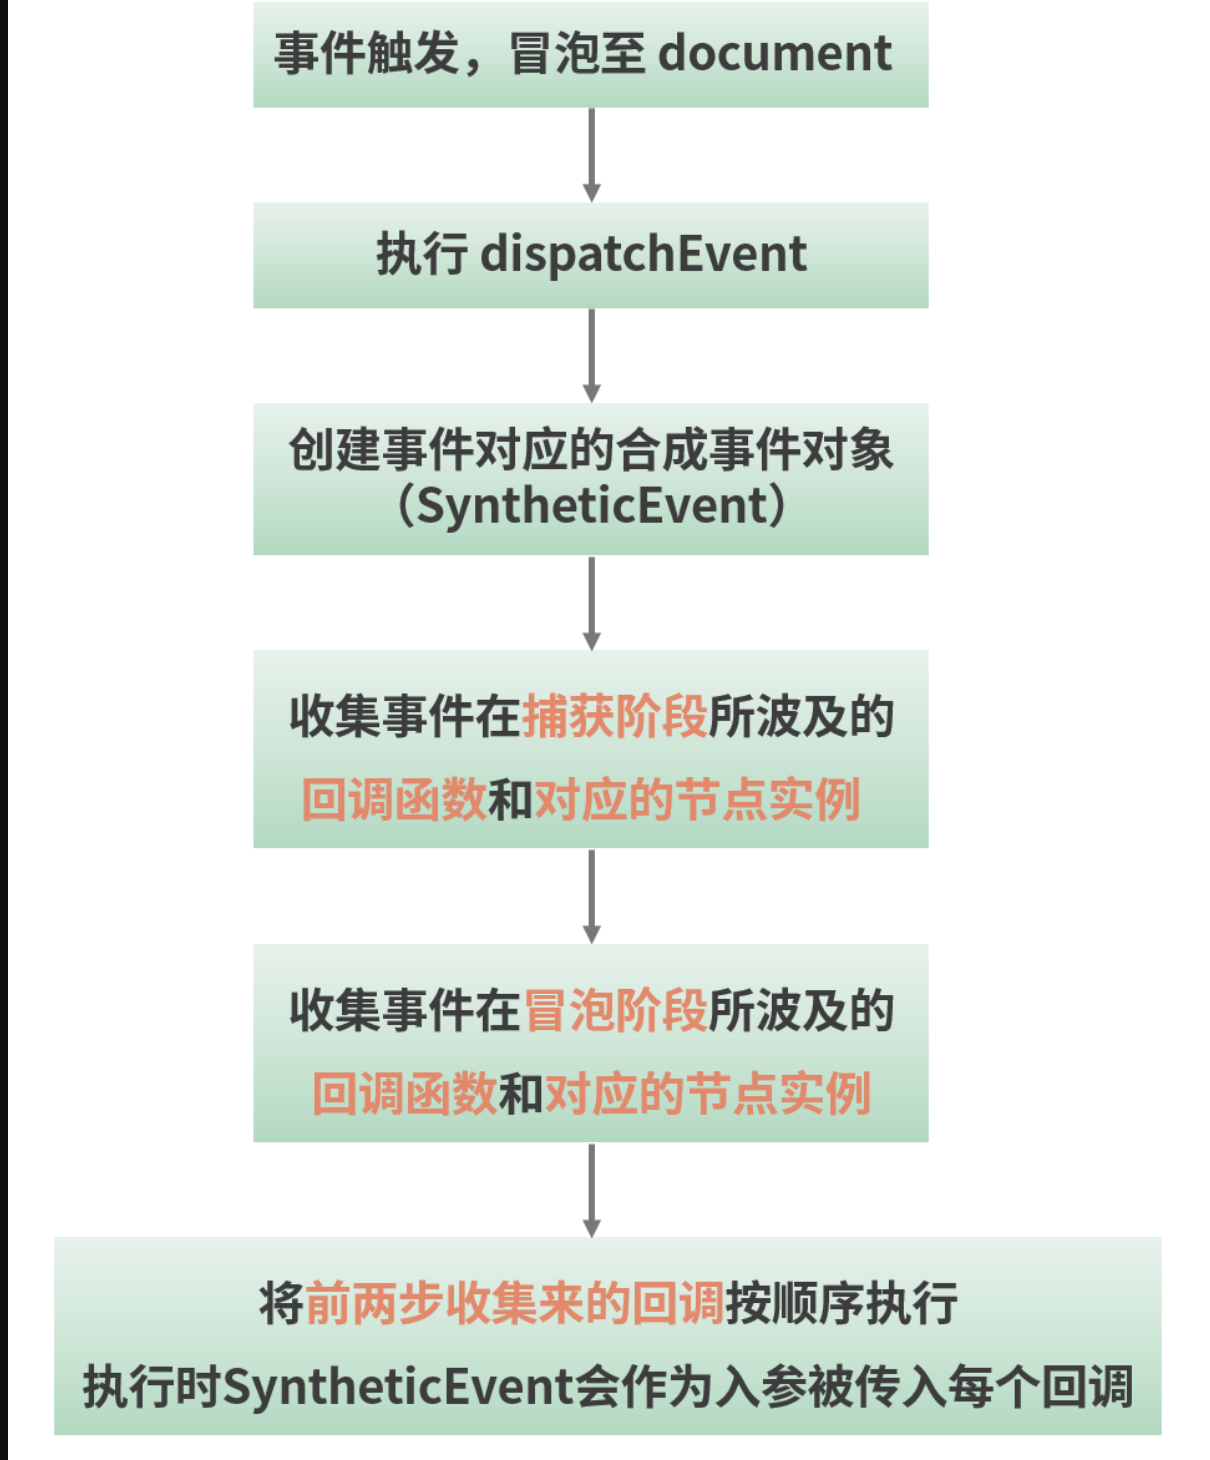 事件触发，冒泡至 document
执行 dispatchEvent
创建事件对应的合成事件对象
（SyntheticEvent）
收集事件在捕获阶段所波及的
回调函数和对应的节点实例
收集事件在冒泡阶段所波及的
回调函数和对应的节点实例
将前两步收集来的回调按顺序执行
执行时SyntheticEvent会作为入参被传入每个回调